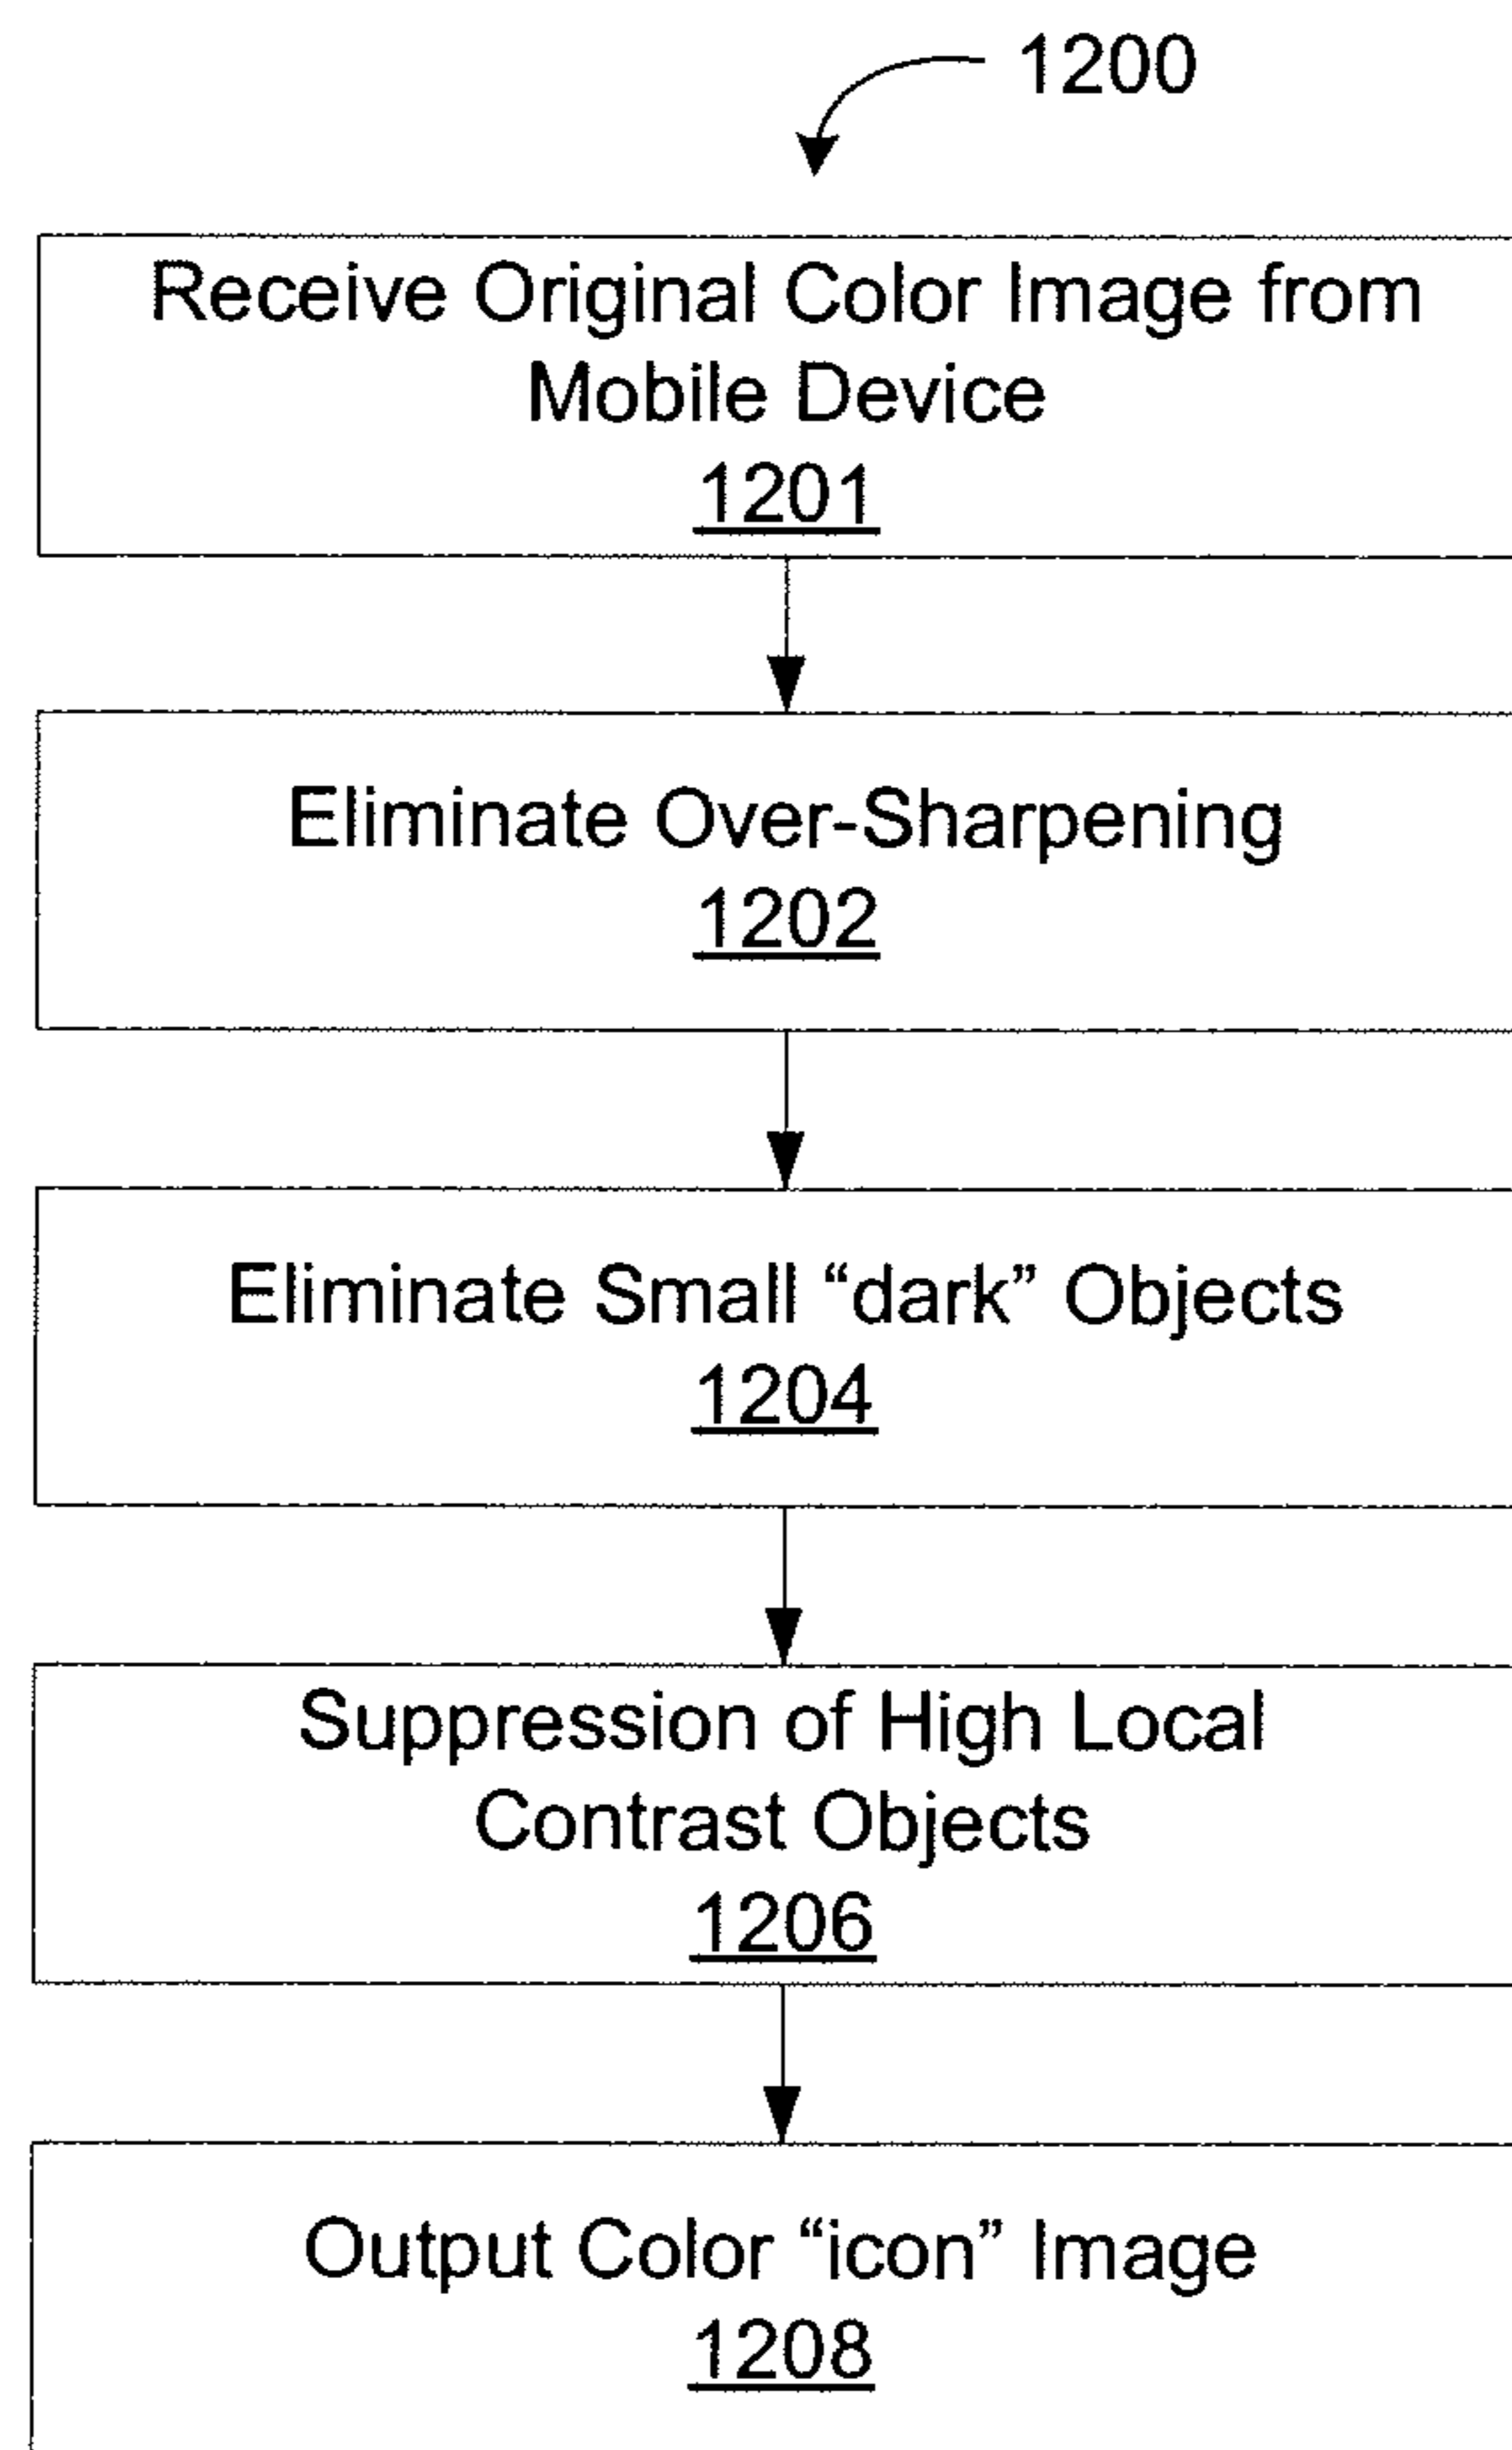 1200
Receive Original Color Image from
Mobile Device
1201
Eliminate Over-Sharpening
1202
Eliminate Small “dark” Objects
1204
Suppression of High Local
Contrast Objects
1206
Output Color “icon” Image
1208